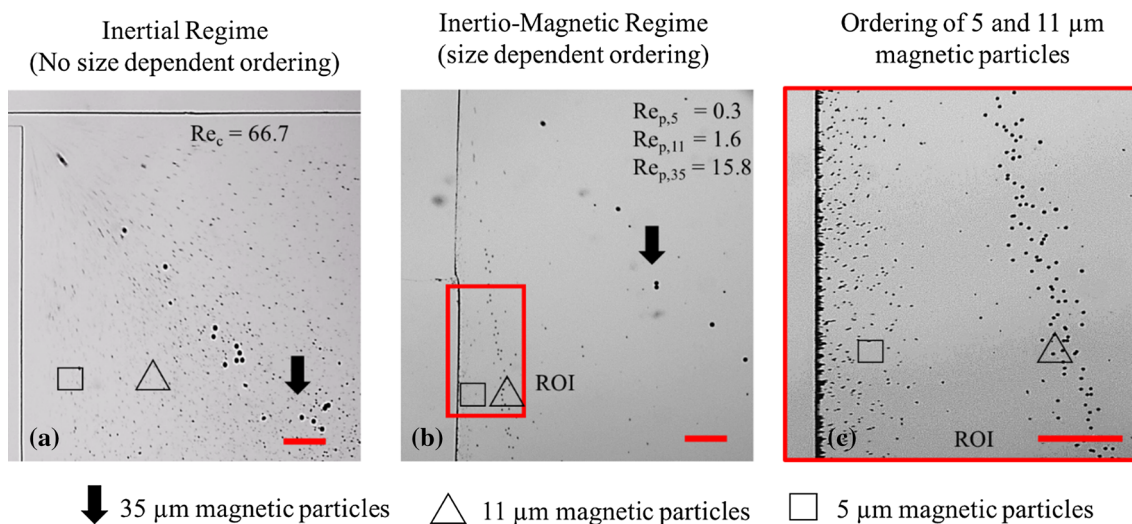 Inertial Regime
(No size dependent ordering)
Inertio-Magnetic Regime
(size dependent ordering)
Ordering of 5 and 11 µm
magnetic particles
Re_c = 66.7
(a)
Re_p,5 = 0.3
Re_p,11 = 1.6
Re_p,35 = 15.8
ROI
(b)
ROI
(c)
35 µm magnetic particles
11 µm magnetic particles
5 µm magnetic particles